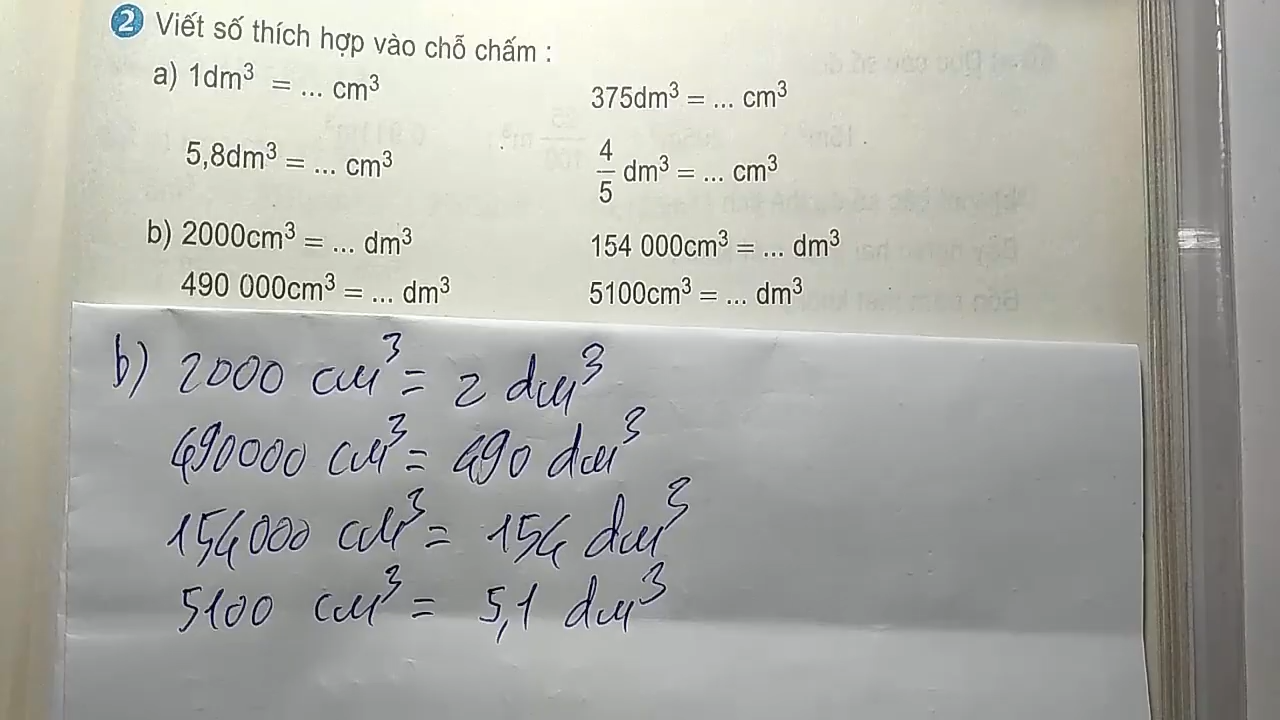 2 Viết số thích hợp vào chỗ chấm :
a) 1dm³ = ... cm³ 375dm³ = ... cm³
5,8dm³ = ... cm³ 4/5 dm³ = ... cm³
b) 2000cm³ = ... dm³ 154 000cm³ = ... dm³
490 000cm³ = ... dm³ 5100cm³ = ... dm³
b) 2000 cm³ = 2 dm³
490000 cm³ = 490 dm³
154000 cm³ = 154 dm³
5100 cm³ = 5,1 dm³